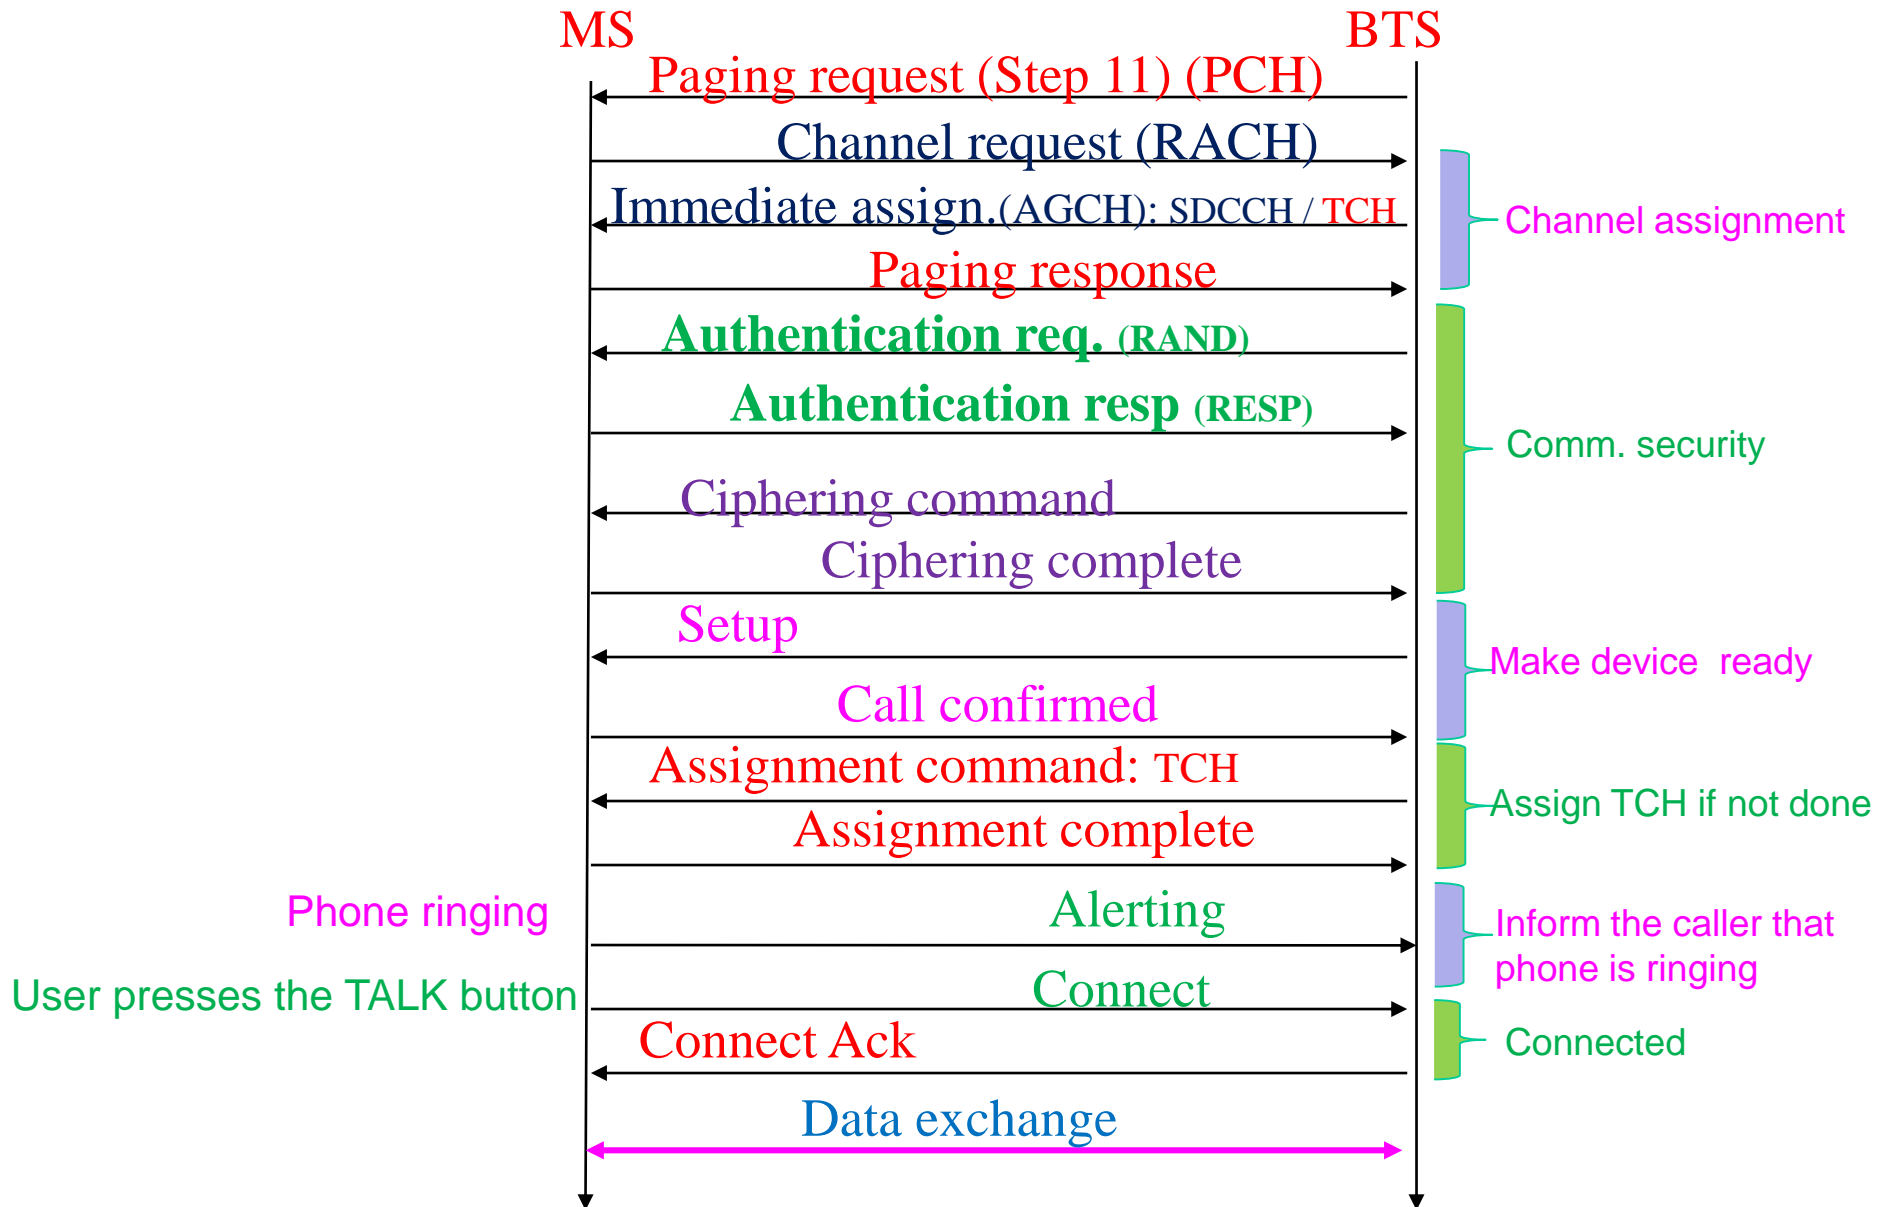 MS
BTS
Paging request (Step 11) (PCH)
Channel request (RACH)
Immediate assign.(AGCH): SDCCH / TCH
Channel assignment
Paging response
Authentication req. (RAND)
Authentication resp (RESP)
Comm. security
Ciphering command
Ciphering complete
Setup
Make device  ready
Call confirmed
Assignment command: TCH
Assign TCH if not done
Assignment complete
Phone ringing
Alerting
Inform the caller that
phone is ringing
User presses the TALK button
Connect
Connect Ack
Connected
Data exchange